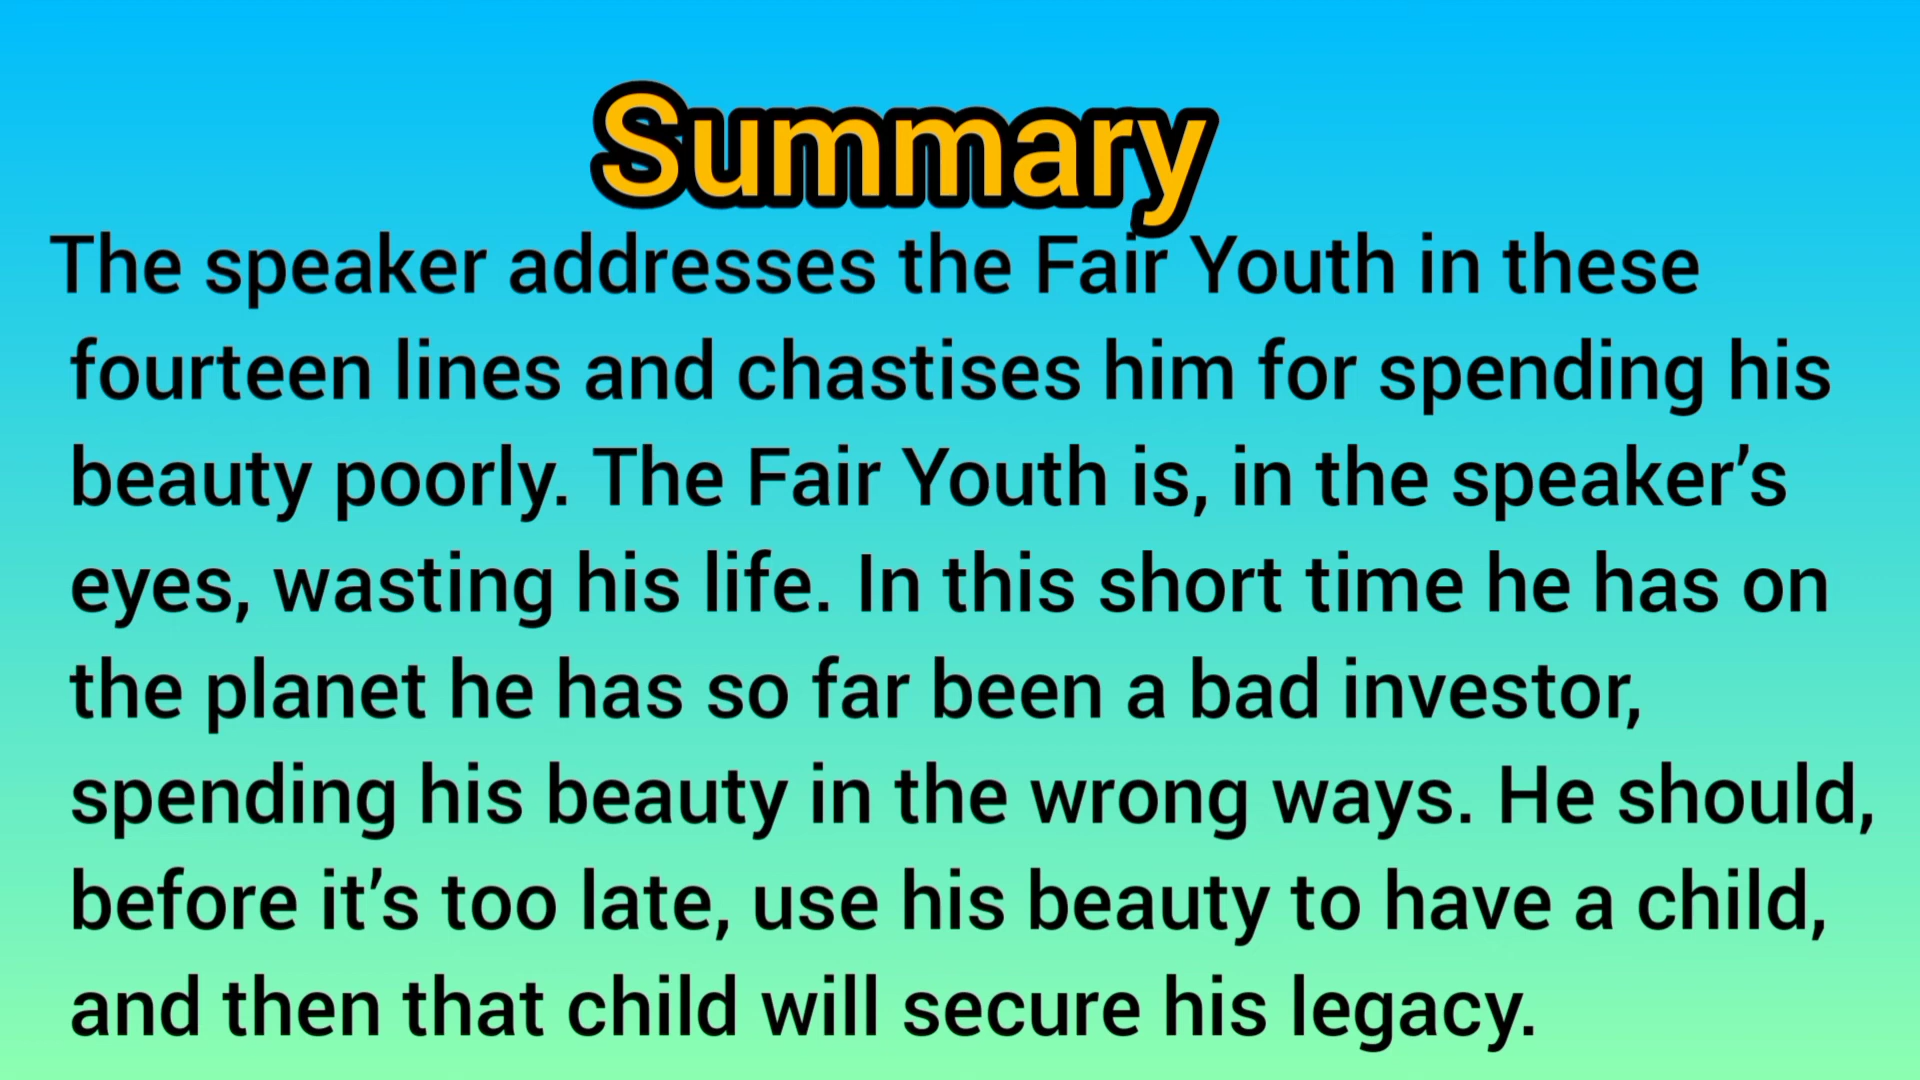 Summary
The speaker addresses the Fair Youth in these
fourteen lines and chastises him for spending his
beauty poorly. The Fair Youth is, in the speaker’s
eyes, wasting his life. In this short time he has on
the planet he has so far been a bad investor,
spending his beauty in the wrong ways. He should,
before it’s too late, use his beauty to have a child,
and then that child will secure his legacy.